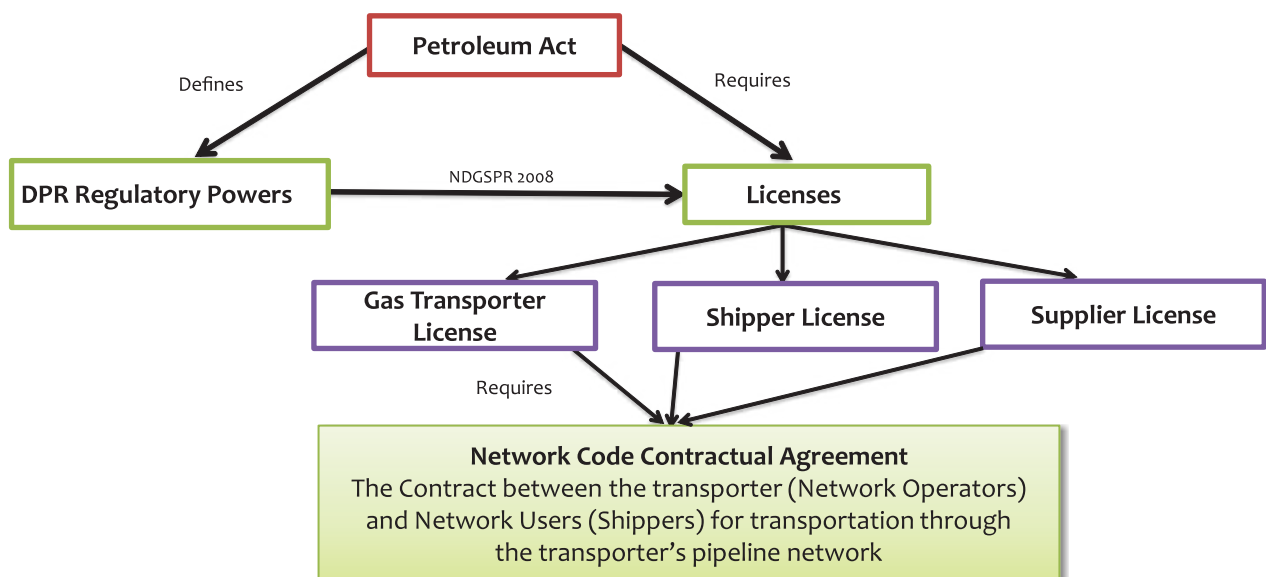 Petroleum Act
Defines
Requires
DPR Regulatory Powers
NDGSPR 2008
Licenses
Gas Transporter
License
Shipper License
Supplier License
Requires
Network Code Contractual Agreement
The Contract between the transporter (Network Operators)
and Network Users (Shippers) for transportation through
the transporter’s pipeline network